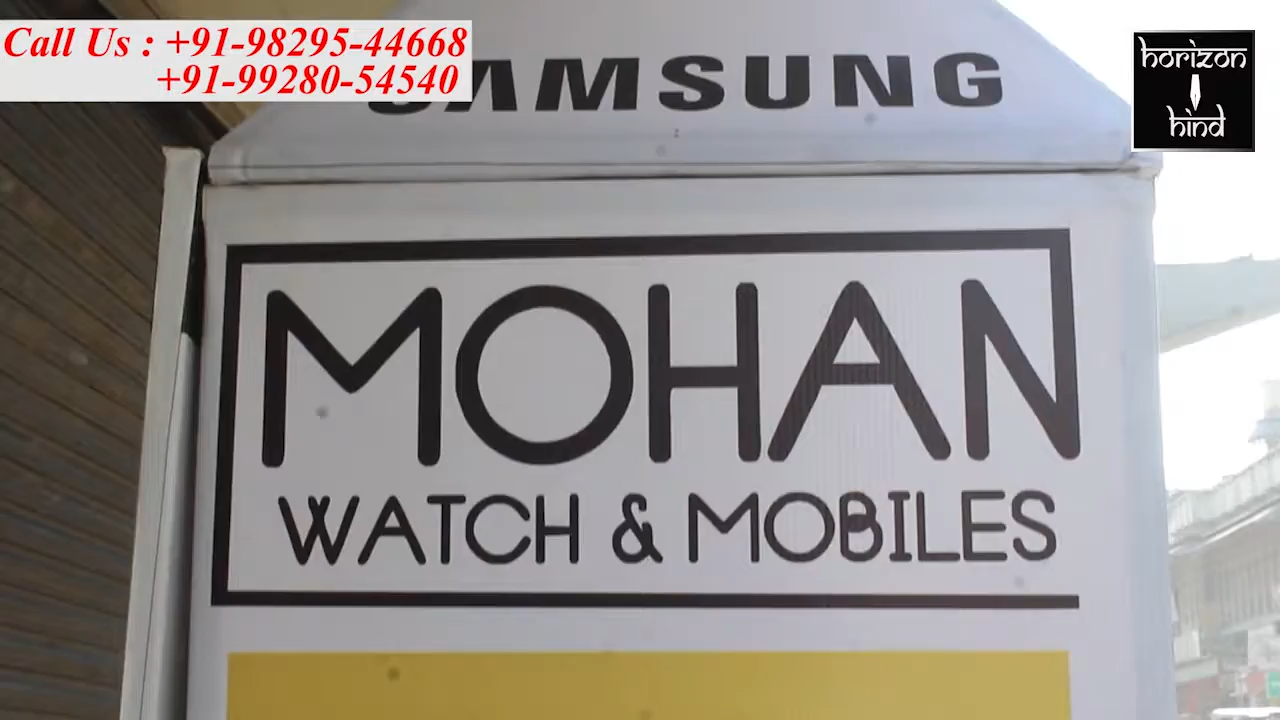 Call Us : +91-98295-44668
+91-99280-54540
SAMSUNG
horizon
hind
MOHAN
WATCH & MOBILES